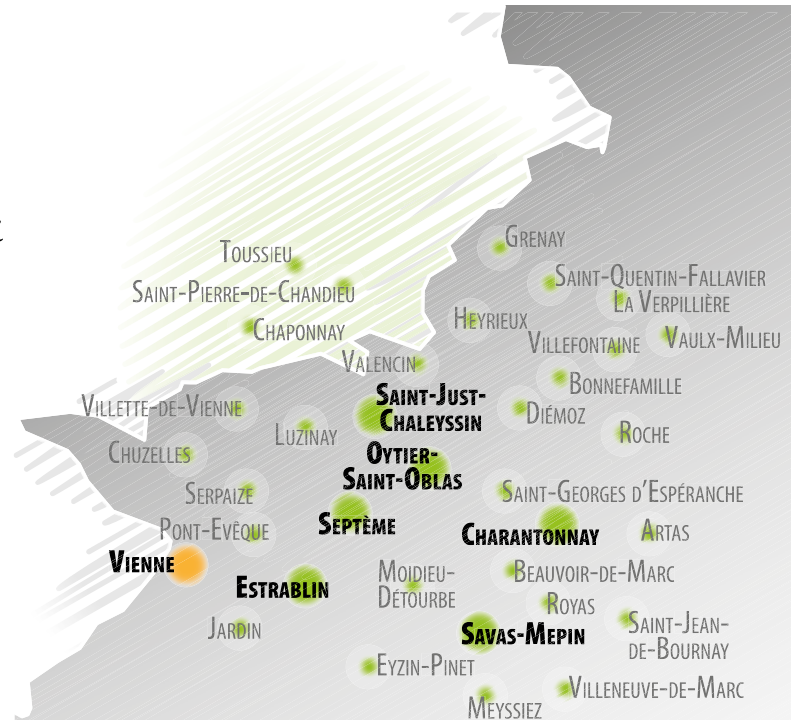 Grenay
Toussieu
Saint-Quentin-Fallavier
Saint-Pierre-de-Chandieu
La Verpillière
Heyrieux
Chaponnay
Villefontaine
Vaulx-Milieu
Valencin
Bonnefamille
Saint-Just-
Chaleyssin
Villette-de-Vienne
Diémoz
Luzinay
Roche
Chuzelles
Oytier-
Saint-Oblas
Serpaize
Saint-Georges d'Espéranche
Septème
Pont-Evêque
Charantonnay
Artas
Vienne
Moidieu-
Détourbe
Beauvoir-de-Marc
Estrablin
Royas
Jardin
Savas-Mepin
Saint-Jean-
de-Bournay
Eyzin-Pinet
Villeneuve-de-Marc
Meyssiez